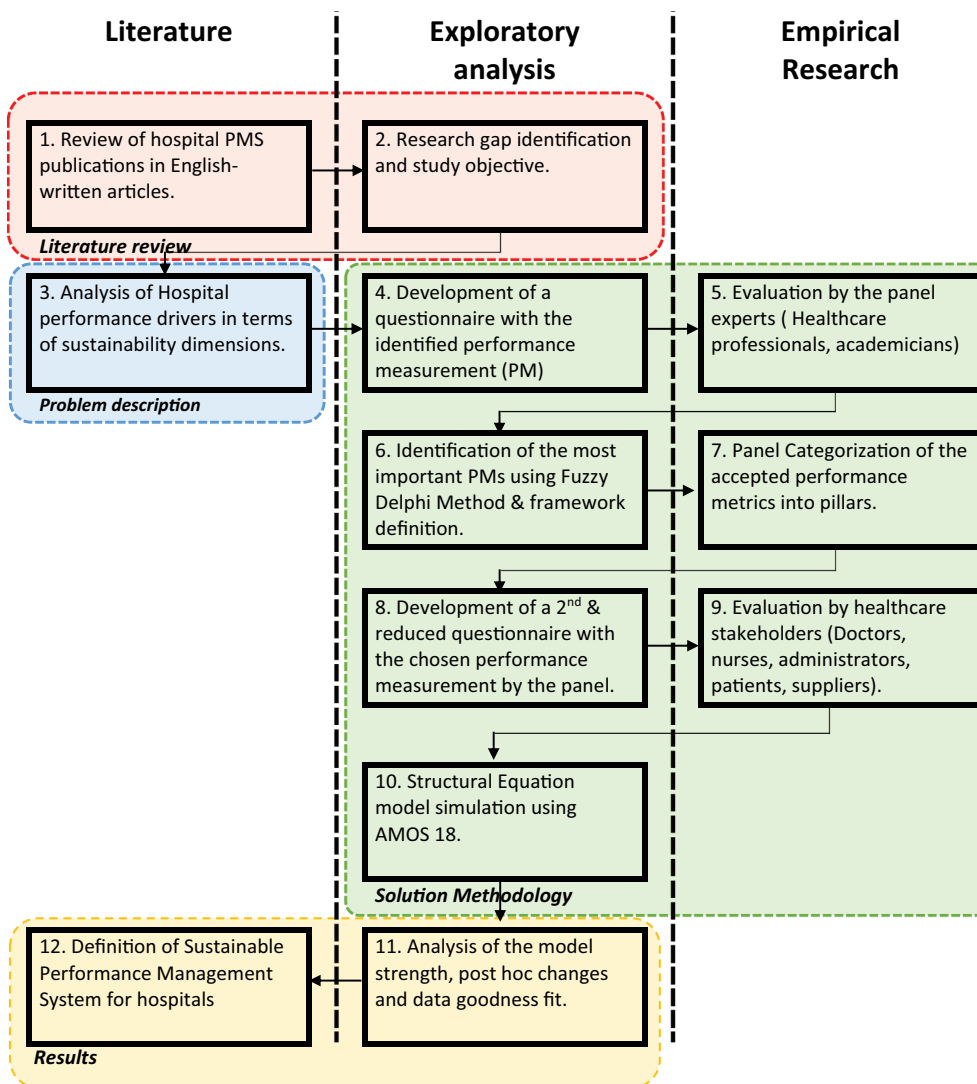 Literature
Exploratory
analysis
Empirical
Research
1. Review of hospital PMS
publications in English-
written articles.
2. Research gap identification
and study objective.
Literature review
3. Analysis of Hospital
performance drivers in terms
of sustainability dimensions.
Problem description
4. Development of a
questionnaire with the
identified performance
measurement (PM)
5. Evaluation by the panel
experts ( Healthcare
professionals, academicians)
6. Identification of the most
important PMs using Fuzzy
Delphi Method & framework
definition.
7. Panel Categorization of the
accepted performance
metrics into pillars.
8. Development of a 2nd &
reduced questionnaire with
the chosen performance
measurement by the panel.
9. Evaluation by healthcare
stakeholders (Doctors,
nurses, administrators,
patients, suppliers).
10. Structural Equation
model simulation using
AMOS 18.
Solution Methodology
12. Definition of Sustainable
Performance Management
System for hospitals
11. Analysis of the model
strength, post hoc changes
and data goodness fit.
Results